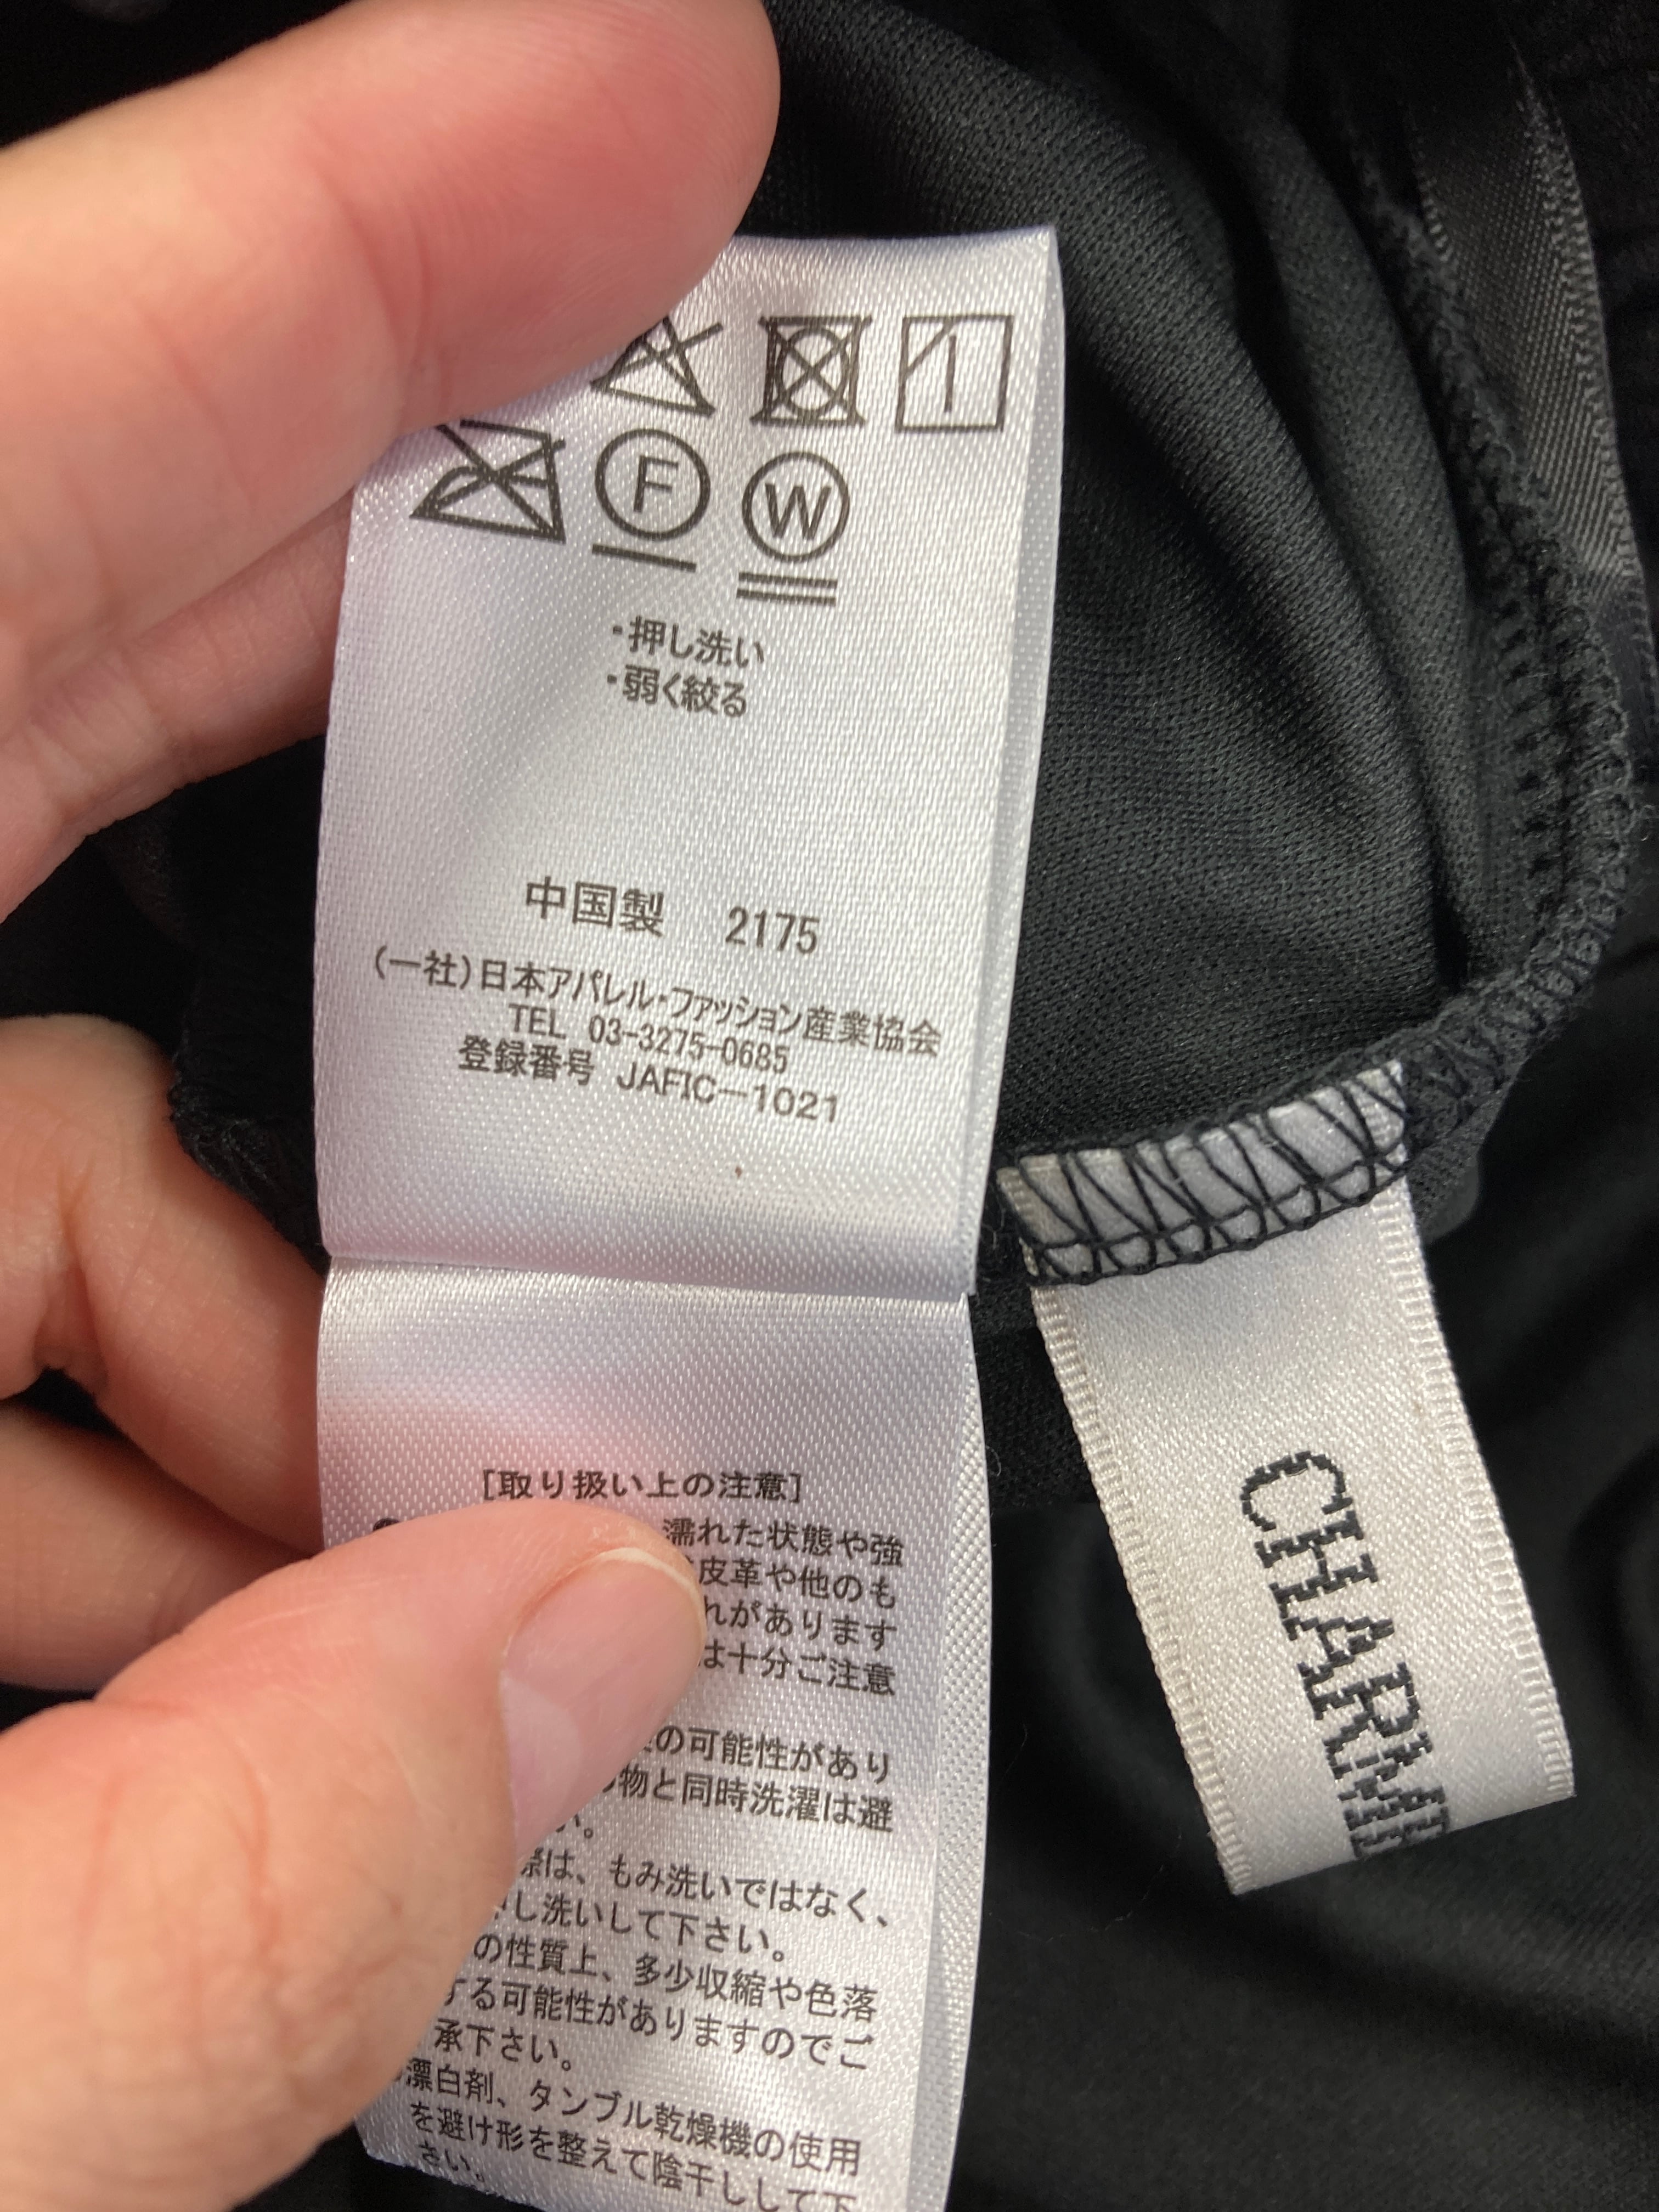 F
W
・押し洗い
・弱く絞る
中国製 2175
(一社)日本アパレル・ファッション産業協会
TEL 03-3275-0685
登録番号 JAFIC-1021
[取り扱い上の注意]
濡れた状態や強
皮革や他のも
れがあります
は十分ご注意
の可能性があり
物と同時洗濯は避
い。
際は、もみ洗いではなく、
し洗いして下さい。
の性質上、多少収縮や色落
する可能性がありますのでご
承下さい。
漂白剤、タンブル乾燥機の使用
を避け形を整えて陰干しして下
さい。
CHARM